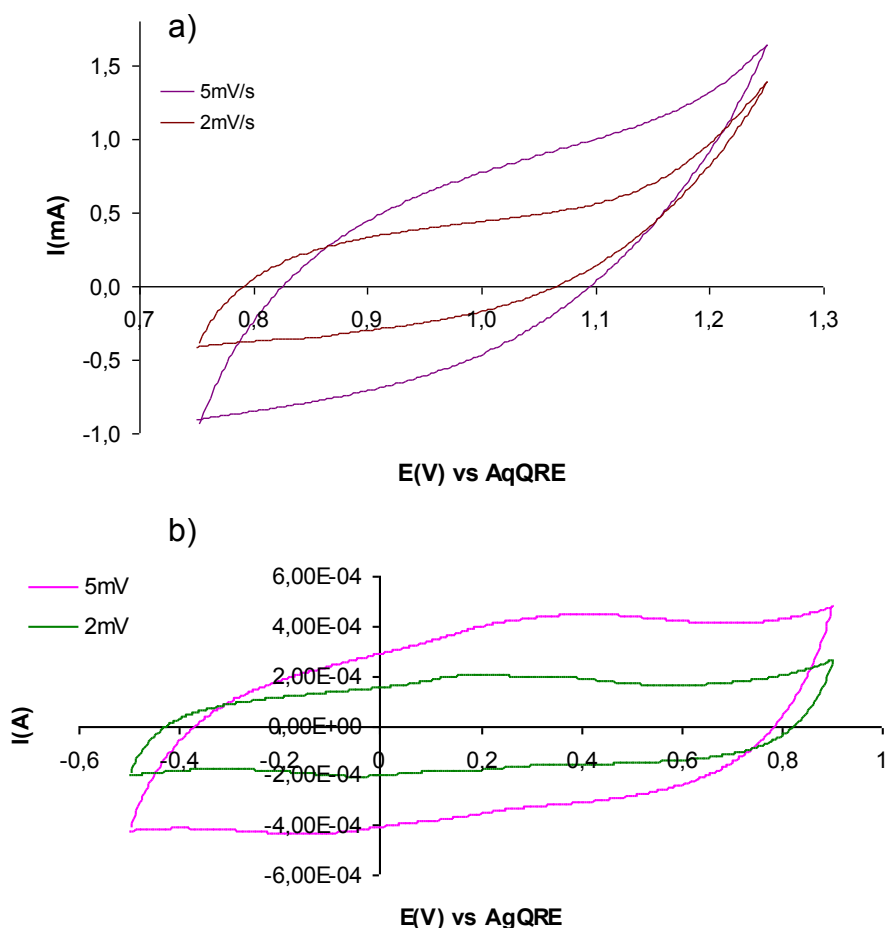 a)
5mV/s
2mV/s
I(mA)
1,5
1,0
0,5
0,0
-0,5
-1,0
0,7 0,8 0,9 1,0 1,1 1,2 1,3
E(V) vs AqQRE
b)
5mV
2mV
I(A)
6,00E-04
4,00E-04
2,00E-04
0,00E+00
-2,00E-04
-4,00E-04
-6,00E-04
-0,6 -0,4 -0,2 0 0,2 0,4 0,6 0,8 1
E(V) vs AgQRE